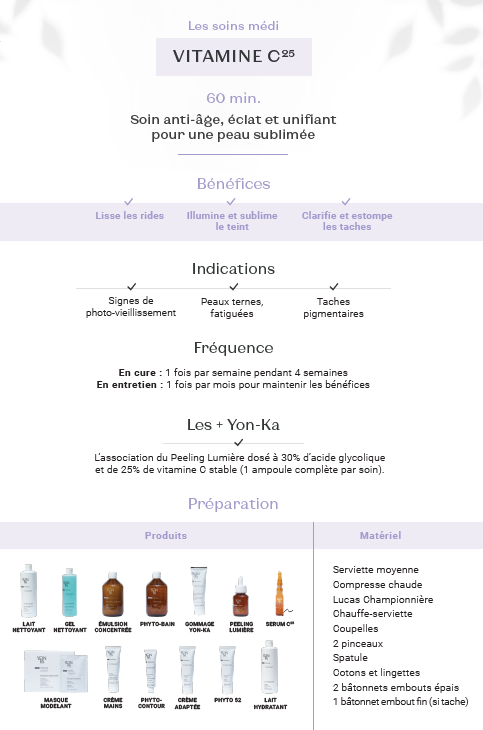 Les soins médi
VITAMINE C²⁵
60 min.
Soin anti-âge, éclat et unifiant
pour une peau sublimée
Bénéfices
Lisse les rides
Illumine et sublime
le teint
Clarifie et estompe
les taches
Indications
Signes de
photo-vieillissement
Peaux ternes,
fatiguées
Taches
pigmentaires
Fréquence
En cure : 1 fois par semaine pendant 4 semaines
En entretien : 1 fois par mois pour maintenir les bénéfices
Les + Yon-Ka
L'association du Peeling Lumière dosé à 30% d'acide glycolique
et de 25% de vitamine C stable (1 ampoule complète par soin).
Préparation
Produits
LAIT
NETTOYANT
GEL
NETTOYANT
ÉMULSION
CONCENTRÉE
PHYTO-BAIN
GOMMAGE
YON-KA
PEELING
LUMIÈRE
SERUM C²⁵
MASQUE
MODELANT
CRÈME
MAINS
PHYTO-
CONTOUR
CRÈME
ADAPTÉE
PHYTO 52
LAIT
HYDRATANT
Matériel
Serviette moyenne
Compresse chaude
Lucas Championnière
Chauffe-serviette
Coupelles
2 pinceaux
Spatule
Cotons et lingettes
2 bâtonnets embouts épais
1 bâtonnet embout fin (si tache)